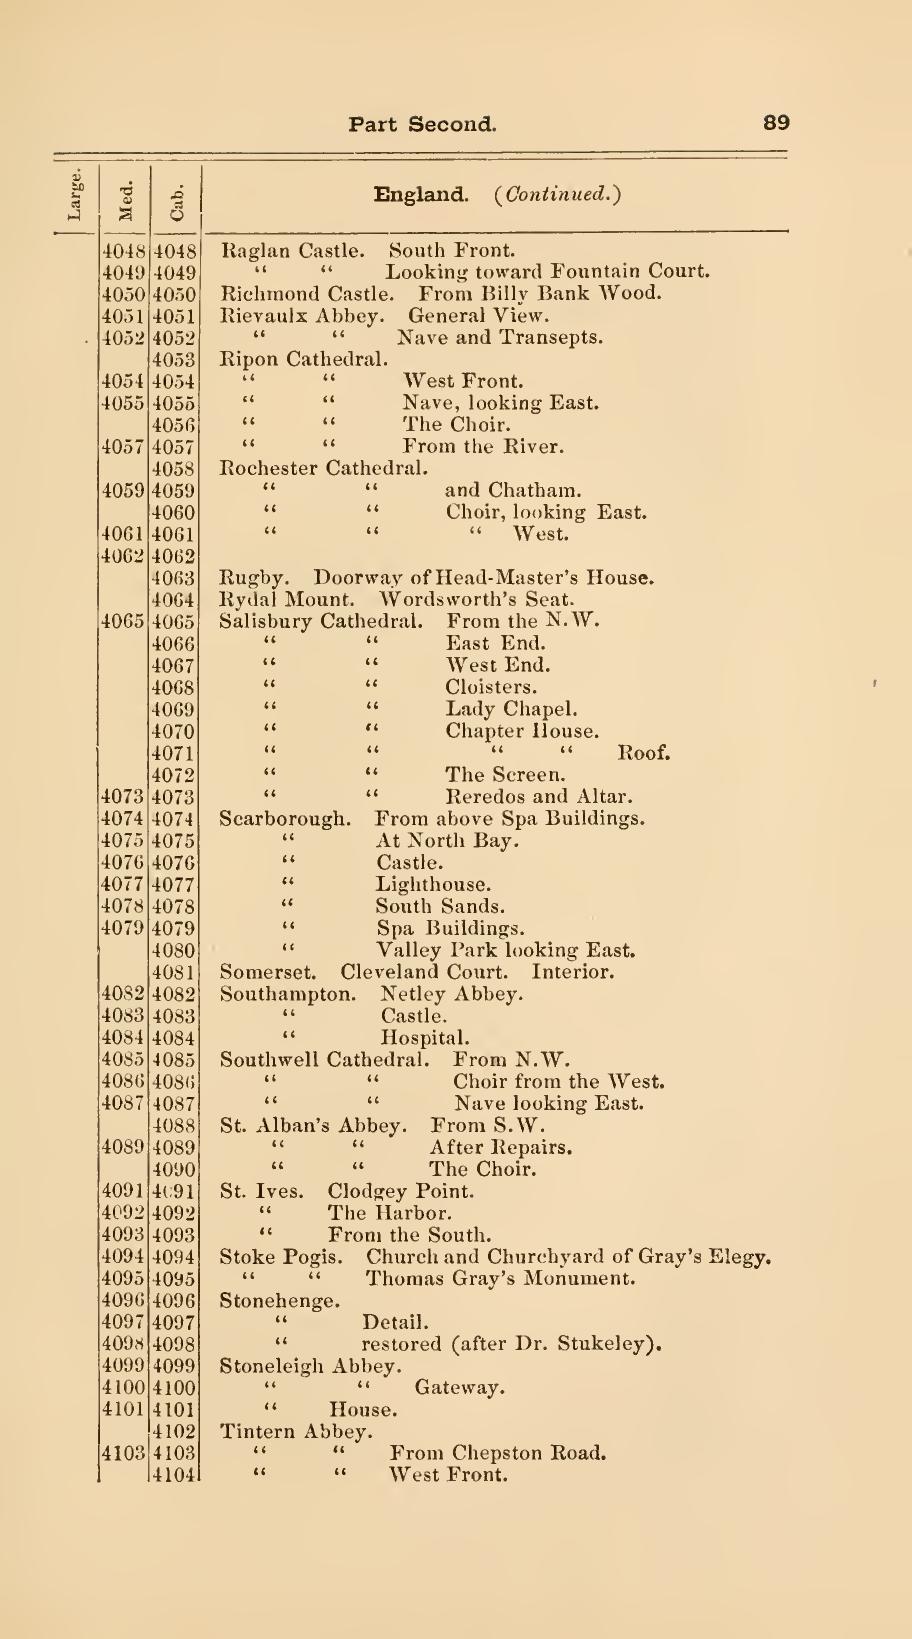 Part Second. 89
Large. Med. Cab. England. (Continued.)
4048 4048 Raglan Castle. South Front.
4049 4049 “ “ Looking toward Fountain Court.
4050 4050 Richmond Castle. From Billy Bank Wood.
4051 4051 Rievaulx Abbey. General View.
4052 4052 “ “ Nave and Transepts.
4053 Ripon Cathedral.
4054 4054 “ “ West Front.
4055 4055 “ “ Nave, looking East.
4056 “ “ The Choir.
4057 4057 “ “ From the River.
4058 Rochester Cathedral.
4059 4059 “ “ and Chatham.
4060 “ “ Choir, looking East.
4061 4061 “ “ “ West.
4062 4062
4063 Rugby. Doorway of Head-Master's House.
4064 Rydal Mount. Wordsworth's Seat.
4065 4065 Salisbury Cathedral. From the N.W.
4066 “ “ East End.
4067 “ “ West End.
4068 “ “ Cloisters.
4069 “ “ Lady Chapel.
4070 “ “ Chapter House.
4071 “ “ “ “ Roof.
4072 “ “ The Screen.
4073 4073 “ “ Reredos and Altar.
4074 4074 Scarborough. From above Spa Buildings.
4075 4075 “ At North Bay.
4076 4076 “ Castle.
4077 4077 “ Lighthouse.
4078 4078 “ South Sands.
4079 4079 “ Spa Buildings.
4080 “ Valley Park looking East.
4081 Somerset. Cleveland Court. Interior.
4082 4082 Southampton. Netley Abbey.
4083 4083 “ Castle.
4084 4084 “ Hospital.
4085 4085 Southwell Cathedral. From N.W.
4086 4086 “ “ Choir from the West.
4087 4087 “ “ Nave looking East.
4088 St. Alban's Abbey. From S.W.
4089 4089 “ “ After Repairs.
4090 “ “ The Choir.
4091 4091 St. Ives. Clodgey Point.
4092 4092 “ The Harbor.
4093 4093 “ From the South.
4094 4094 Stoke Pogis. Church and Churchyard of Gray's Elegy.
4095 4095 “ “ Thomas Gray's Monument.
4096 4096 Stonehenge.
4097 4097 “ Detail.
4098 4098 “ restored (after Dr. Stukeley).
4099 4099 Stoneleigh Abbey.
4100 4100 “ “ Gateway.
4101 4101 “ House.
4102 Tintern Abbey.
4103 4103 “ “ From Chepston Road.
4104 “ “ West Front.